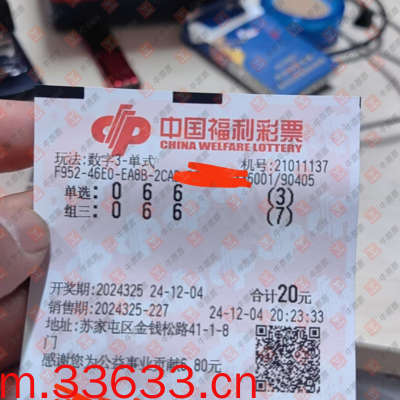 中国福利彩票
CHINA WELFARE LOTTERY
玩法:数字3-单式 机号:21011137
F952-46E0-EA8B-2CA 6001/90405
单选: 0 6 6 (3)
组三: 0 6 6 (7)
开奖期:2024325 24-12-04 合计20元
销售期:2024325-227 24-12-04 20:23:33
地址:苏家屯区金钱松路41-1-8
门
感谢您为公益事业贡献6.80元
m.33633.cn